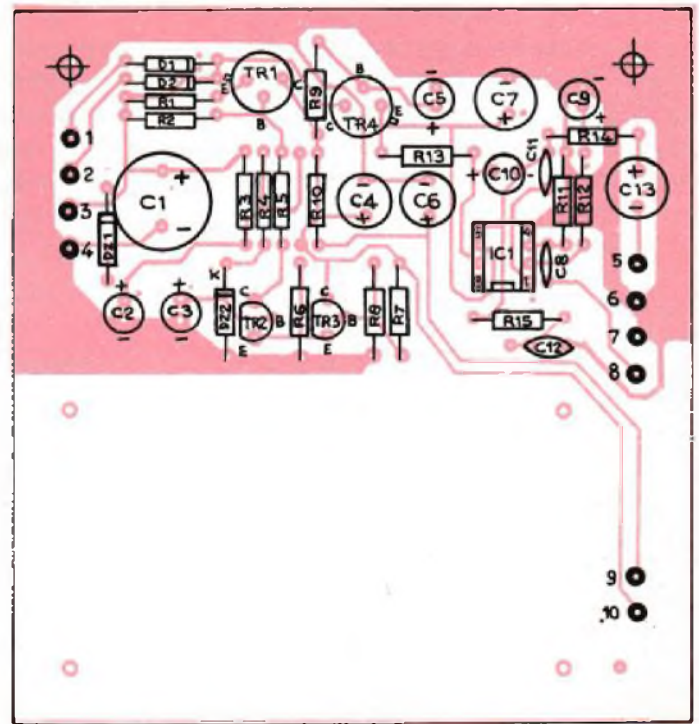 D1
D2
R1
R2
TR1
S
E
C
B
R9
B
C
E
S
TR4
-
C5
+
-
C7
+
-
C9
+
R14
R13
C11
+
C10
-
R11
R12
+
C13
-
1
2
3
4
DZ1
+
C1
-
R3
R4
R5
R10
-
C4
+
-
C6
+
IC1
C8
5
6
7
8
+
C2
-
+
C3
-
K
DZ2
C
TR2
B
E
R6
C
TR3
B
E
R8
R7
R15
C12
9
10